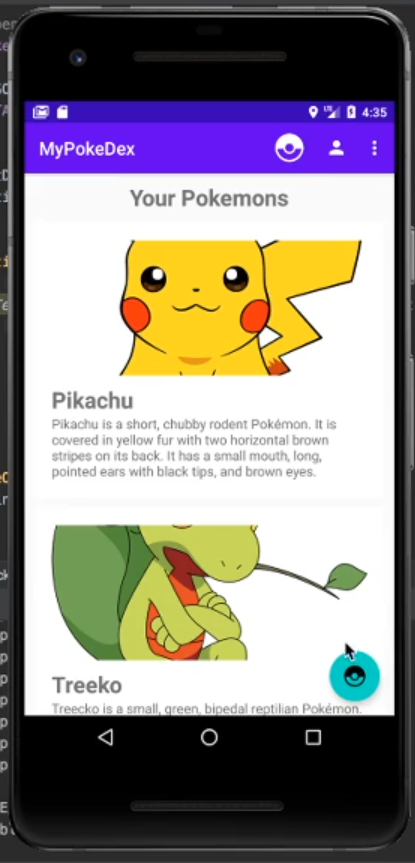 LTE 4:35
MyPokeDex
Your Pokemons
Pikachu
Pikachu is a short, chubby rodent Pokémon. It is
covered in yellow fur with two horizontal brown
stripes on its back. It has a small mouth, long,
pointed ears with black tips, and brown eyes.
Treeko
Treecko is a small, green, bipedal reptilian Pokémon.